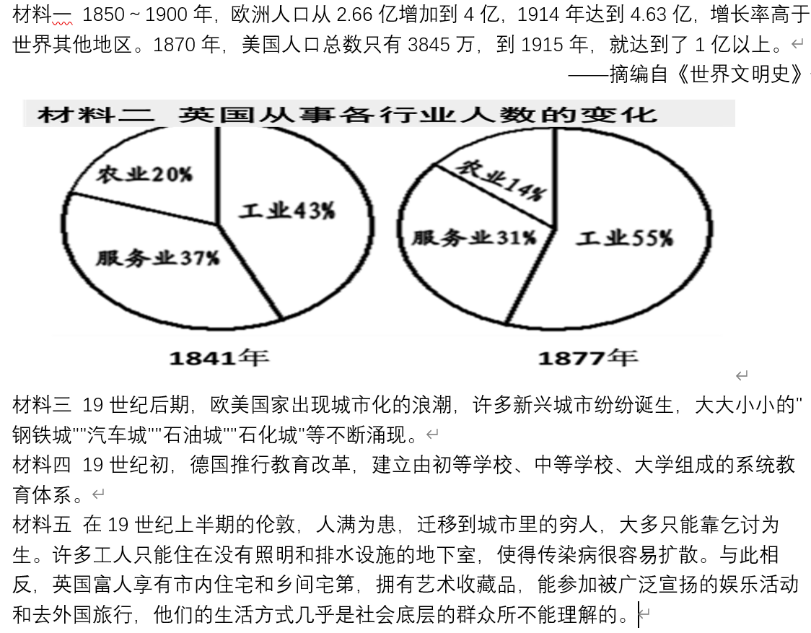 材料一 1850~1900 年，欧洲人口从 2.66 亿增加到 4 亿，1914 年达到 4.63 亿，增长率高于
世界其他地区。1870 年，美国人口总数只有 3845 万，到 1915 年，就达到了 1 亿以上。
——摘编自《世界文明史》
材料二 英国从事各行业人数的变化
农业20%
工业43%
服务业37%
1841年
农业14%
服务业31%
工业55%
1877年
材料三 19 世纪后期，欧美国家出现城市化的浪潮，许多新兴城市纷纷诞生，大大小小的"
钢铁城""汽车城""石油城""石化城"等不断涌现。
材料四 19 世纪初，德国推行教育改革，建立由初等学校、中等学校、大学组成的系统教
育体系。
材料五 在 19 世纪上半期的伦敦，人满为患，迁移到城市里的穷人，大多只能靠乞讨为
生。许多工人只能住在没有照明和排水设施的地下室，使得传染病很容易扩散。与此相
反，英国富人享有市内住宅和乡间宅第，拥有艺术收藏品，能参加被广泛宣扬的娱乐活动
和去外国旅行，他们的生活方式几乎是社会底层的群众所不能理解的。